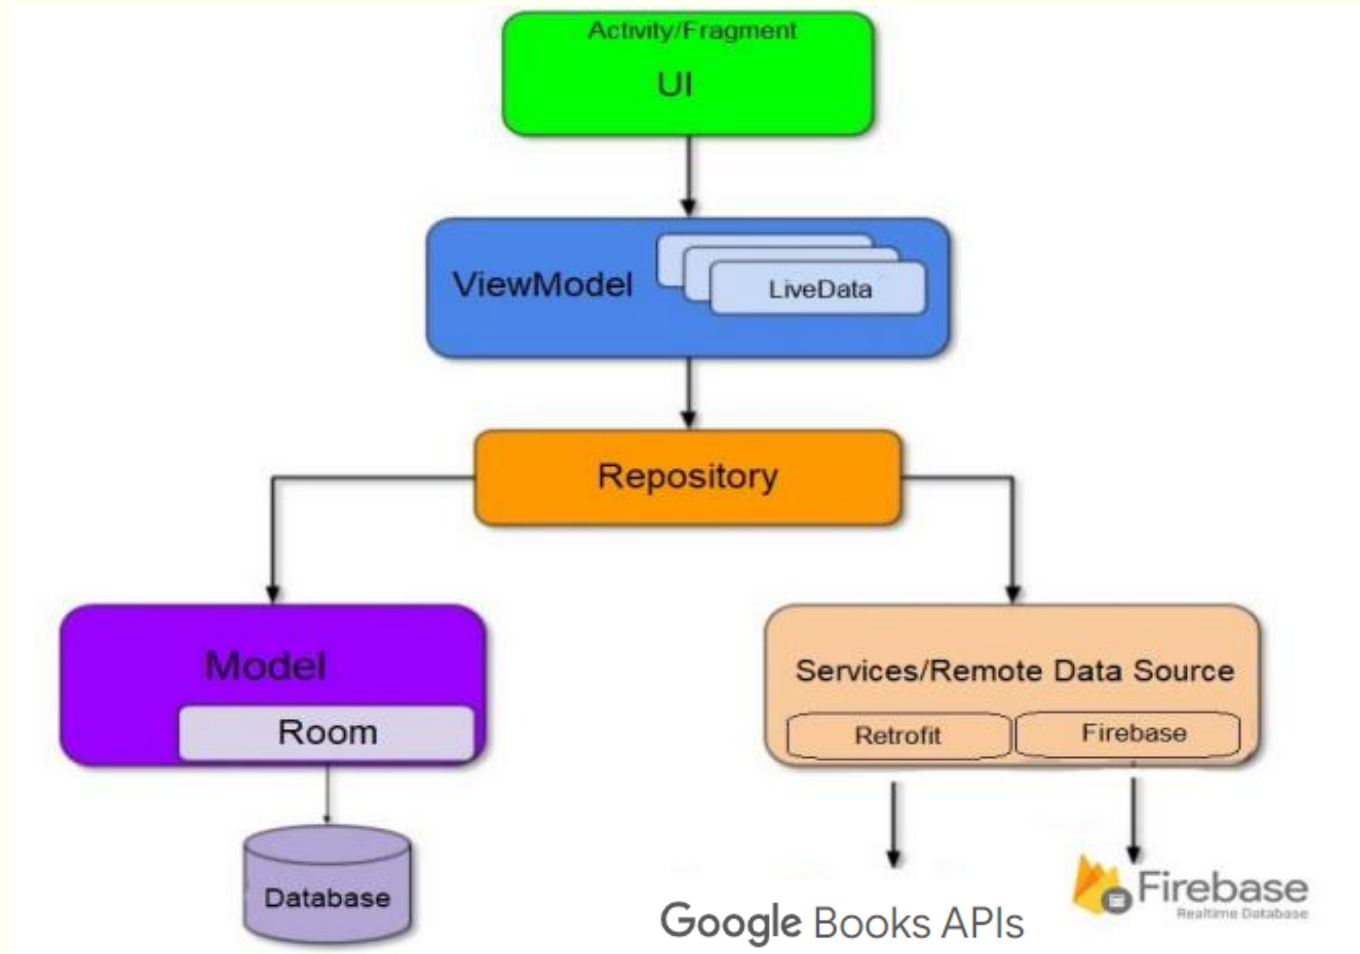 Activity/Fragment
UI
ViewModel
LiveData
Repository
Model
Room
Services/Remote Data Source
Retrofit
Firebase
Database
Google Books APIs
Firebase
Realtime Database